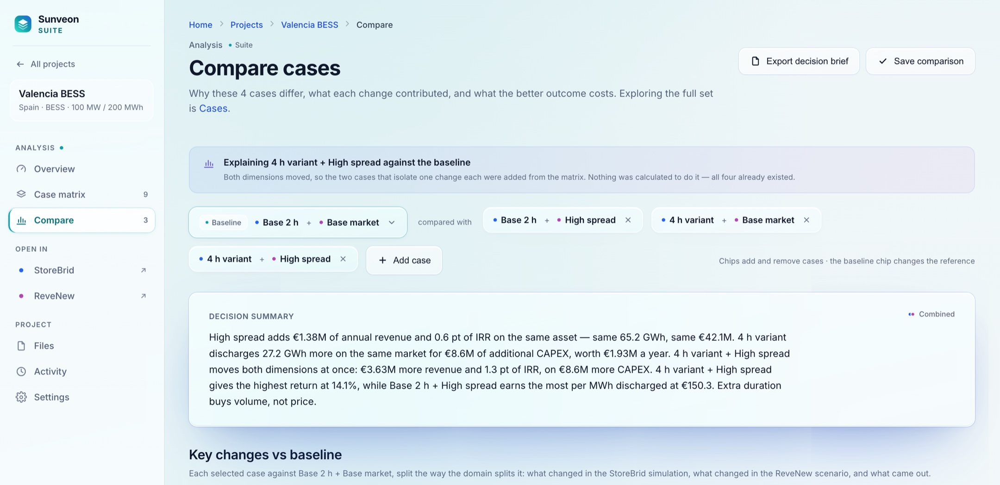 Sunveon
SUITE
All projects
Valencia BESS
Spain · BESS · 100 MW / 200 MWh
ANALYSIS
Overview
Case matrix 9
Compare 3
OPEN IN
StoreBrid
ReveNew
PROJECT
Files
Activity
Settings
Home > Projects > Valencia BESS > Compare
Analysis • Suite
Compare cases
Export decision brief
Save comparison
Why these 4 cases differ, what each change contributed, and what the better outcome costs. Exploring the full set
is Cases.
Explaining 4 h variant + High spread against the baseline
Both dimensions moved, so the two cases that isolate one change each were added from the matrix. Nothing was calculated to do it — all four already existed.
Baseline Base 2 h + Base market compared with Base 2 h + High spread × 4 h variant + Base market ×
4 h variant + High spread × + Add case Chips add and remove cases · the baseline chip changes the reference
DECISION SUMMARY
Combined
High spread adds €1.38M of annual revenue and 0.6 pt of IRR on the same asset — same 65.2 GWh, same €42.1M. 4 h variant
discharges 27.2 GWh more on the same market for €8.6M of additional CAPEX, worth €1.93M a year. 4 h variant + High spread
moves both dimensions at once: €3.63M more revenue and 1.3 pt of IRR, on €8.6M more CAPEX. 4 h variant + High spread
gives the highest return at 14.1%, while Base 2 h + High spread earns the most per MWh discharged at €150.3. Extra duration
buys volume, not price.
Key changes vs baseline
Each selected case against Base 2 h + Base market, split the way the domain splits it: what changed in the StoreBrid simulation, what changed in the ReveNew scenario, and what came out.